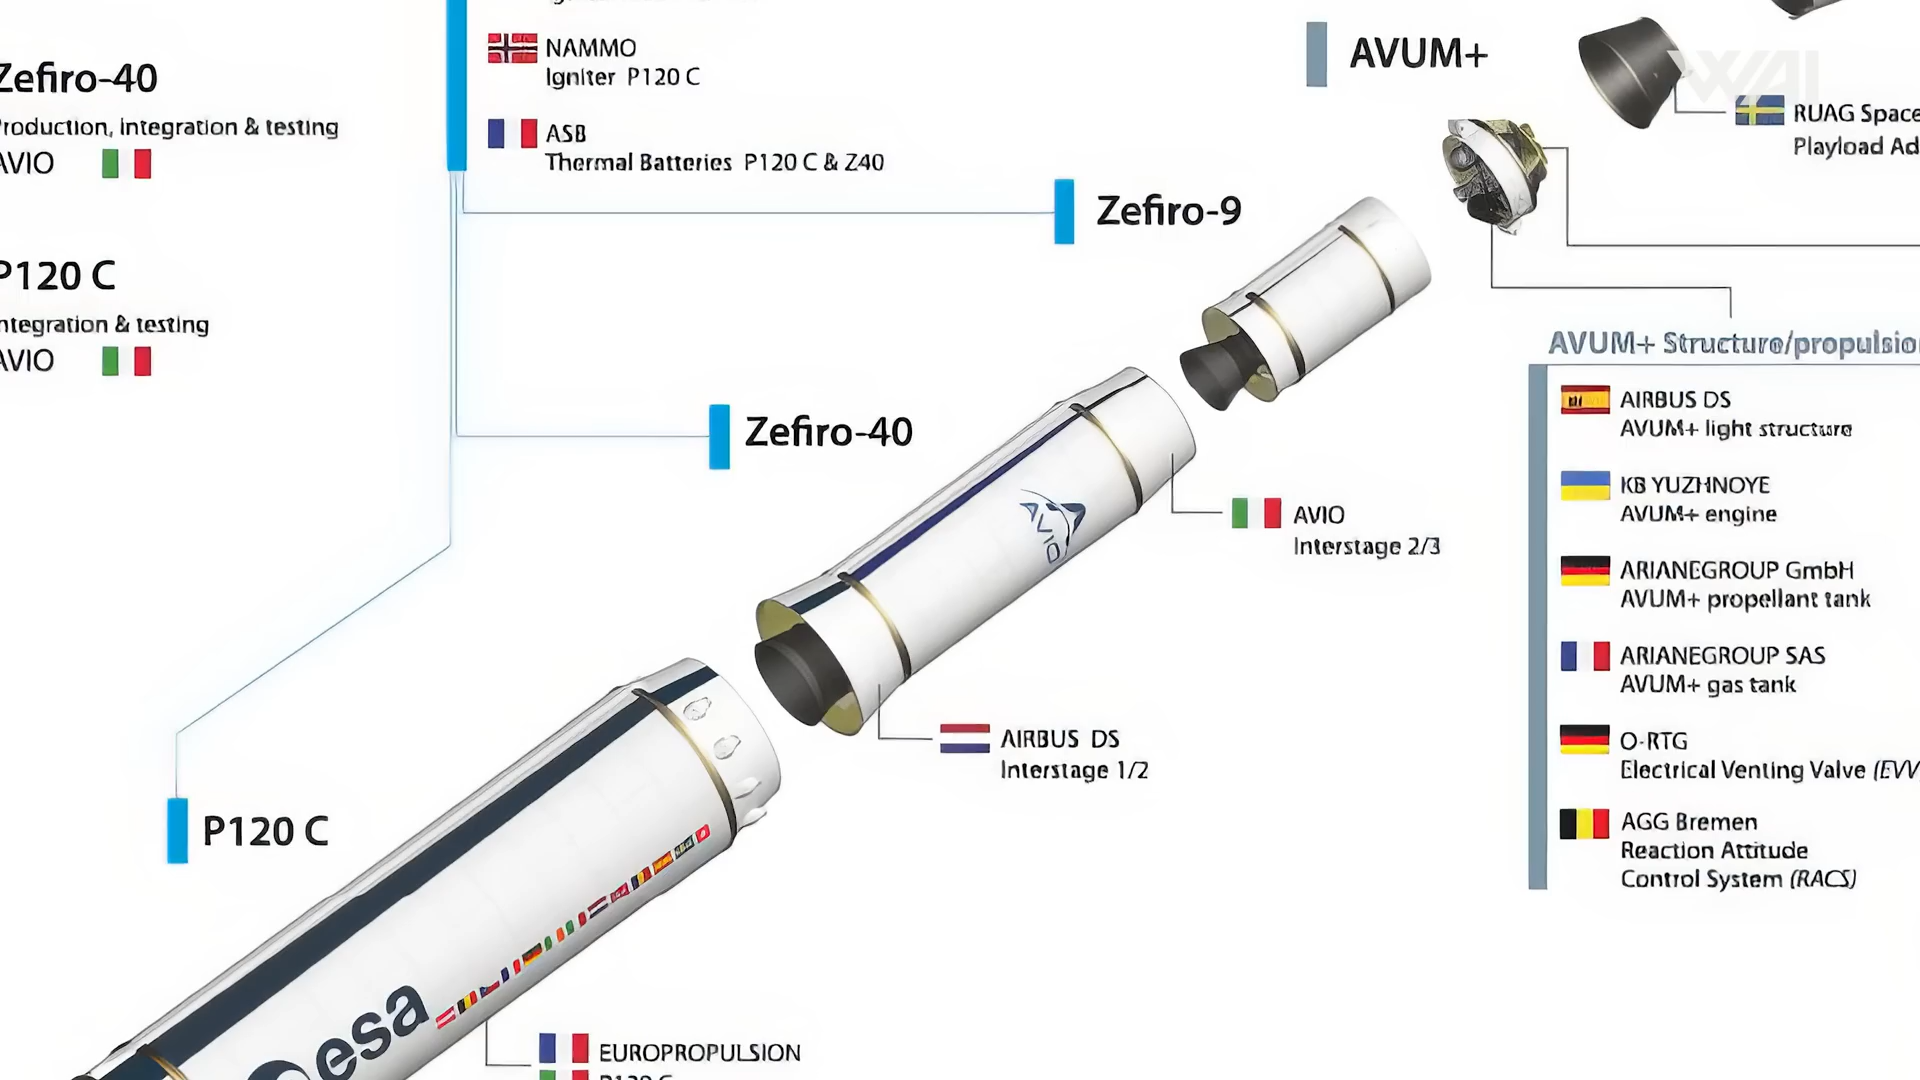 Zefiro-40
Production, integration & testing
AVIO
P120 C
Integration & testing
AVIO
NAMMO
Igniter P120 C
ASB
Thermal Batteries P120 C & Z40
Zefiro-9
Zefiro-40
P120 C
AVIO
esa
AVIO
Interstage 2/3
AIRBUS DS
Interstage 1/2
EUROPROPULSION
P120 C
AVUM+
WAI
RUAG Space
Playload Ad
AVUM+ Structure/propulsio
AIRBUS DS
AVUM+ light structure
KB YUZHNOYE
AVUM+ engine
ARIANEGROUP GmbH
AVUM+ propellant tank
ARIANEGROUP SAS
AVUM+ gas tank
O-RTG
Electrical Venting Valve (EVV
AGG Bremen
Reaction Attitude
Control System (RACS)